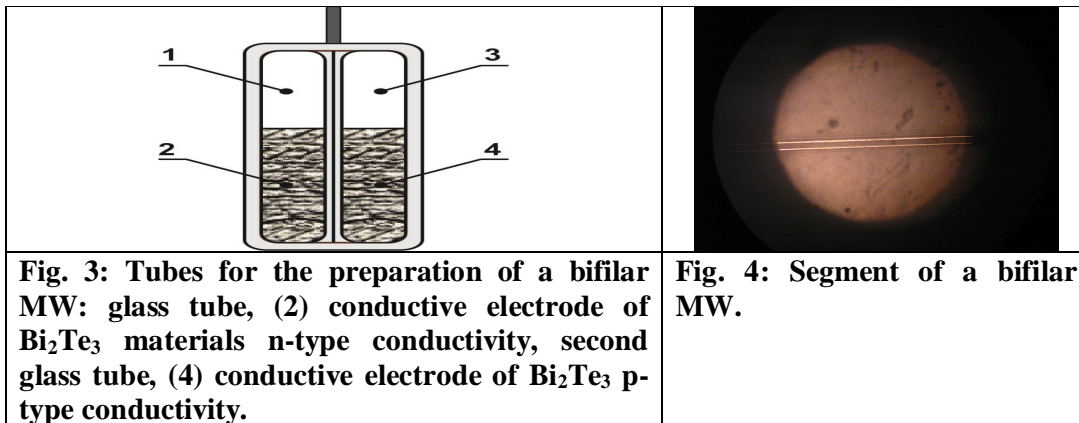 1
3
2
4
Fig. 3: Tubes for the preparation of a bifilar
MW: glass tube, (2) conductive electrode of
Bi₂Te₃ materials n-type conductivity, second
glass tube, (4) conductive electrode of Bi₂Te₃ p-
type conductivity.
Fig. 4: Segment of a bifilar
MW.